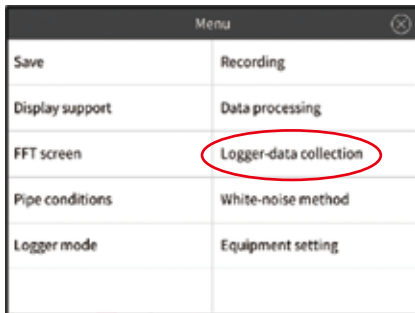 Menu
Save
Recording
Display support
Data processing
FFT screen
Logger-data collection
Pipe conditions
White-noise method
Logger mode
Equipment setting